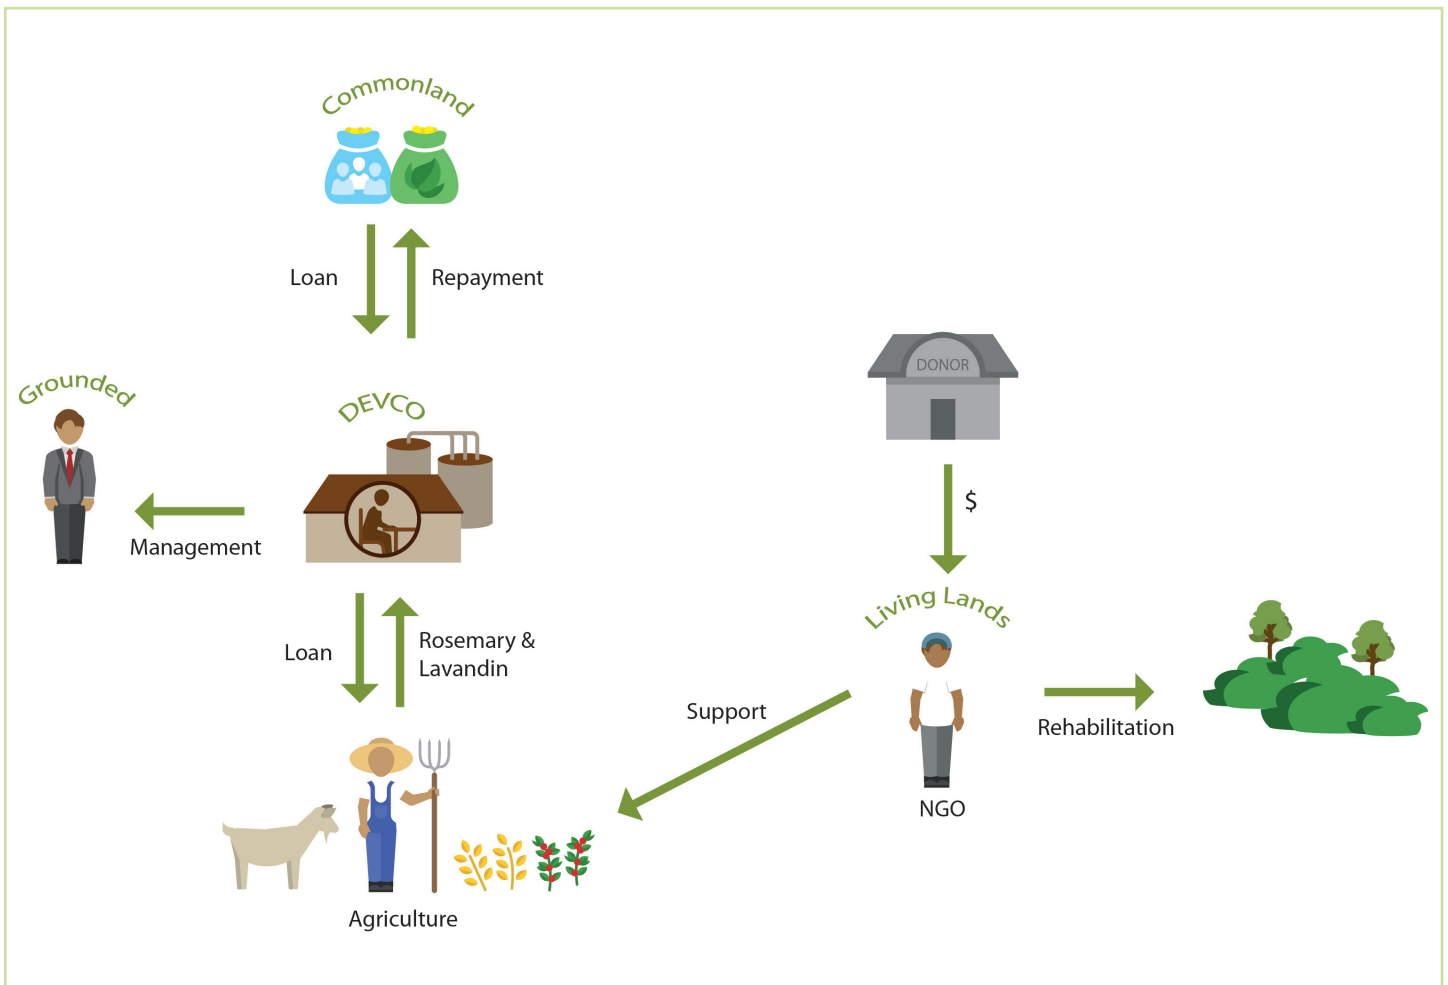 Commonland
Loan
Repayment
DONOR
Grounded
DEVCO
$
Management
Living Lands
Loan
Rosemary &
Lavandin
Support
Rehabilitation
NGO
Agriculture